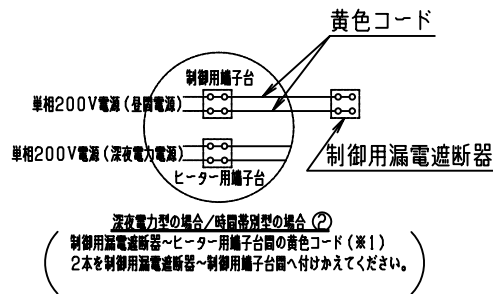 黄色コード
制御用端子台
単相200V電源(昼間電源)
単相200V電源(深夜電力電源)
制御用漏電遮断器
ヒーター用端子台
深夜電力型の場合/時間帯別型の場合②
制御用漏電遮断器~ヒーター用端子台間の黄色コード(※1)
2本を制御用漏電遮断器~制御用端子台間へ付けかえてください。